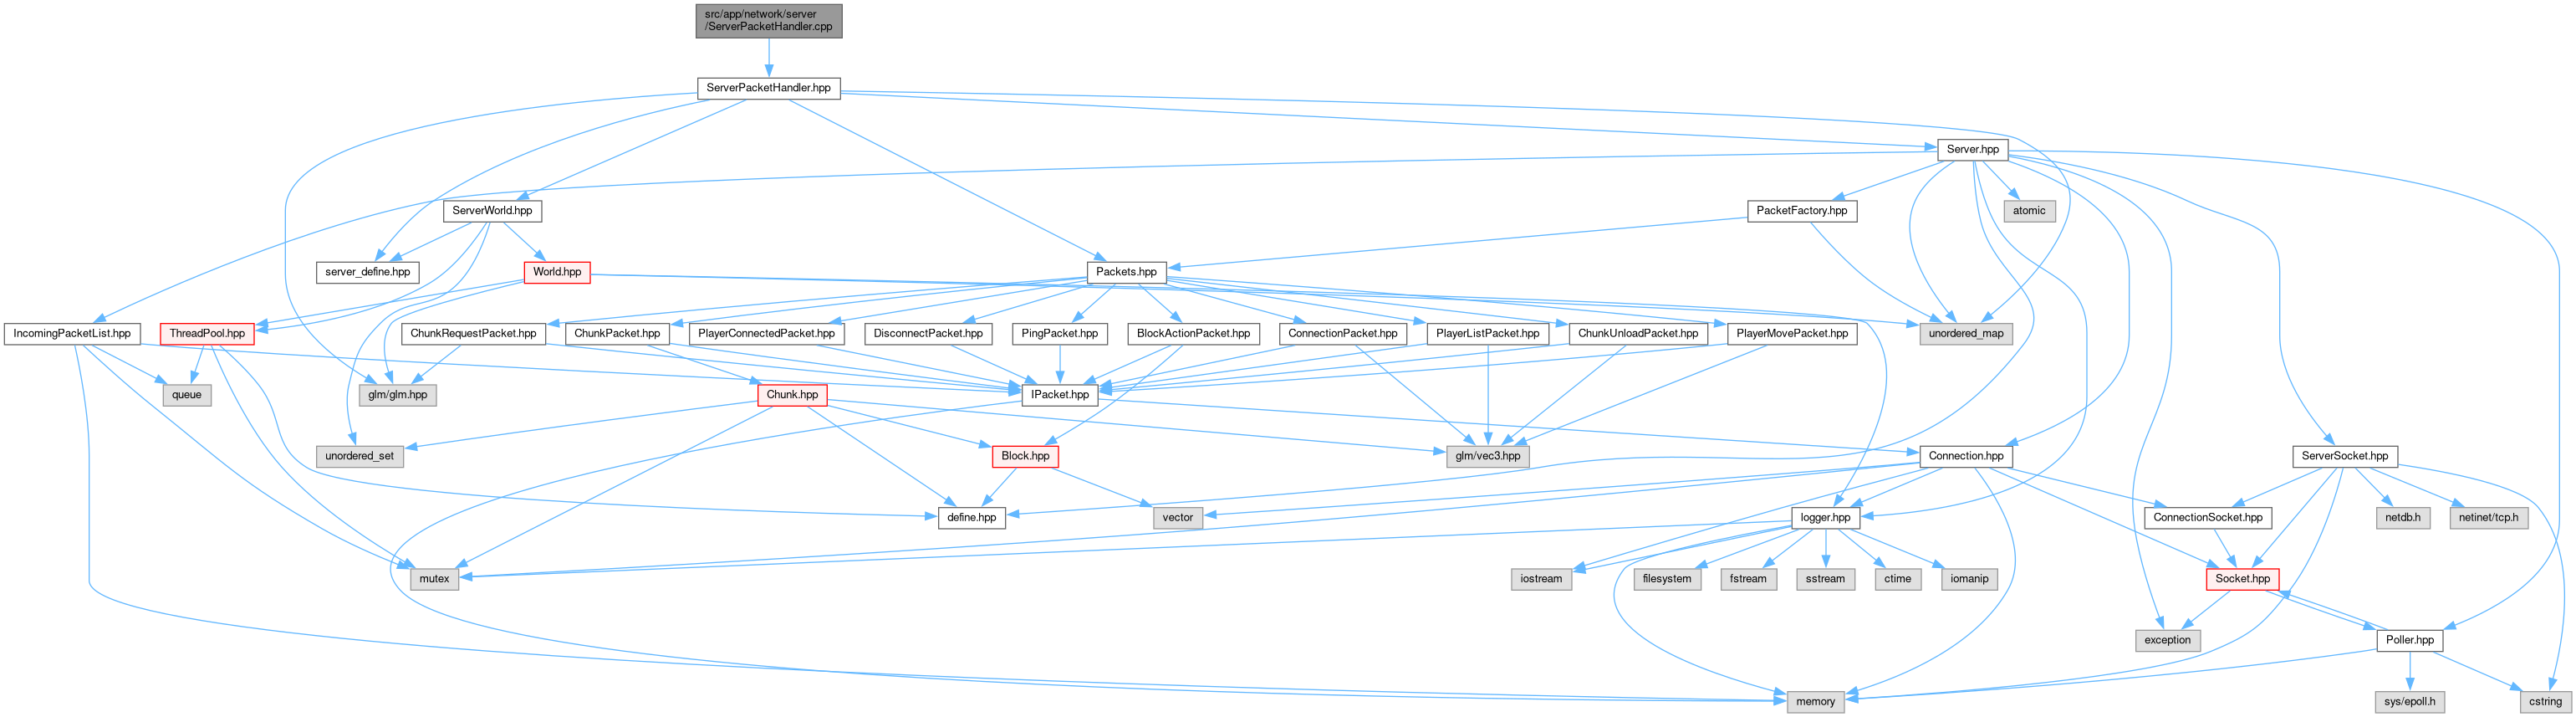 src/app/network/server
/ServerPacketHandler.cpp
ServerPacketHandler.hpp
Server.hpp
ServerWorld.hpp
PacketFactory.hpp
atomic
server_define.hpp
World.hpp
Packets.hpp
IncomingPacketList.hpp
ThreadPool.hpp
ChunkRequestPacket.hpp
ChunkPacket.hpp
PlayerConnectedPacket.hpp
DisconnectPacket.hpp
PingPacket.hpp
BlockActionPacket.hpp
ConnectionPacket.hpp
PlayerListPacket.hpp
ChunkUnloadPacket.hpp
PlayerMovePacket.hpp
unordered_map
queue
glm/glm.hpp
Chunk.hpp
IPacket.hpp
unordered_set
Block.hpp
glm/vec3.hpp
Connection.hpp
ServerSocket.hpp
define.hpp
vector
logger.hpp
ConnectionSocket.hpp
netdb.h
netinet/tcp.h
mutex
iostream
filesystem
fstream
sstream
ctime
iomanip
Socket.hpp
exception
Poller.hpp
memory
sys/epoll.h
cstring